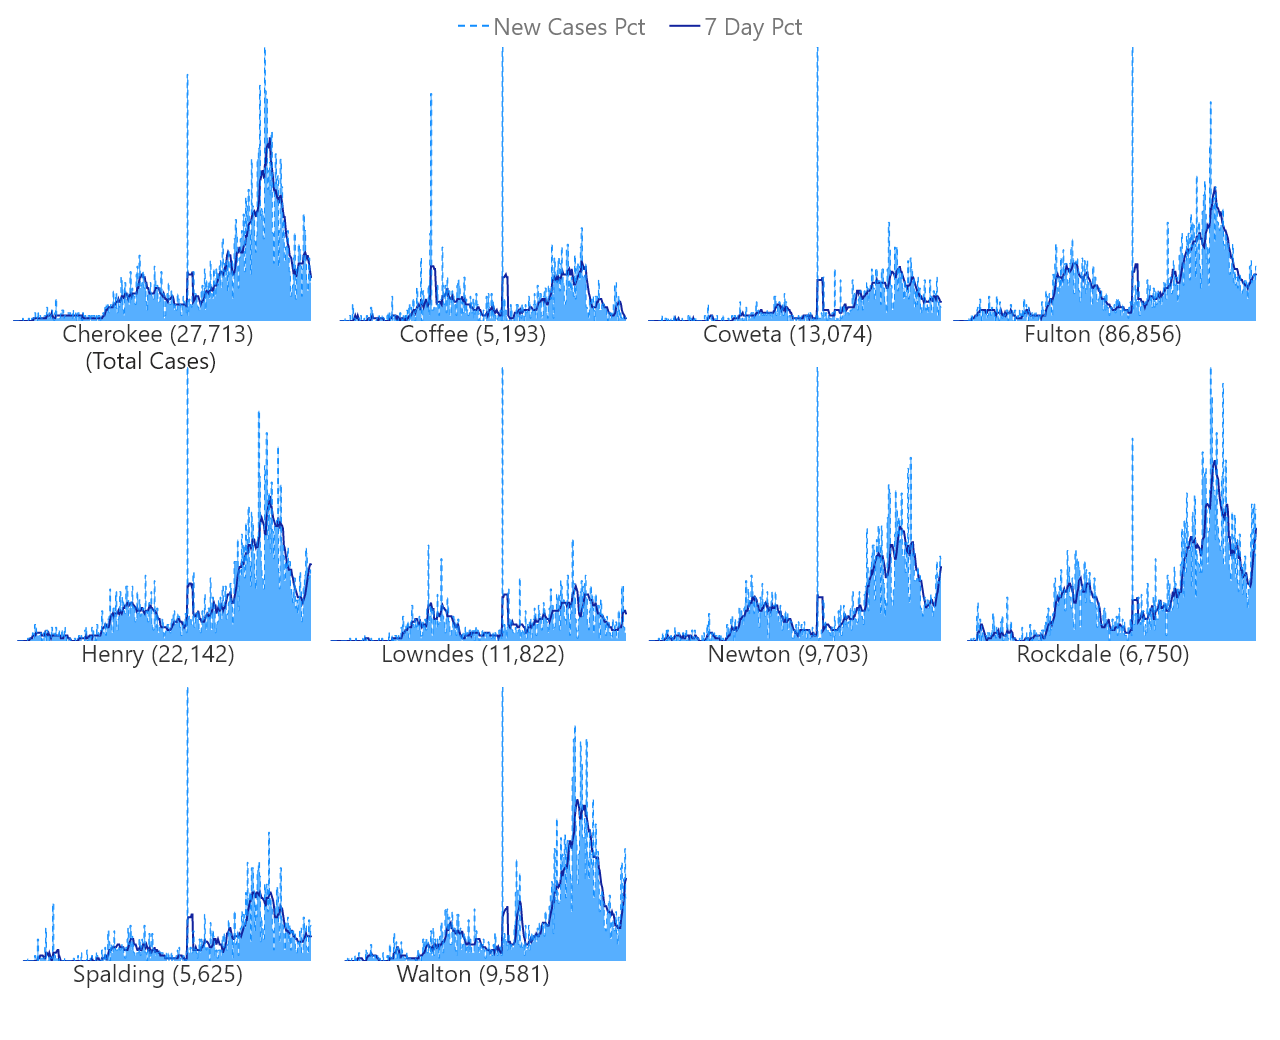 New Cases Pct 7 Day Pct
Cherokee (27,713) Coffee (5,193) Coweta (13,074) Fulton (86,856)
(Total Cases)
Henry (22,142) Lowndes (11,822) Newton (9,703) Rockdale (6,750)
Spalding (5,625) Walton (9,581)